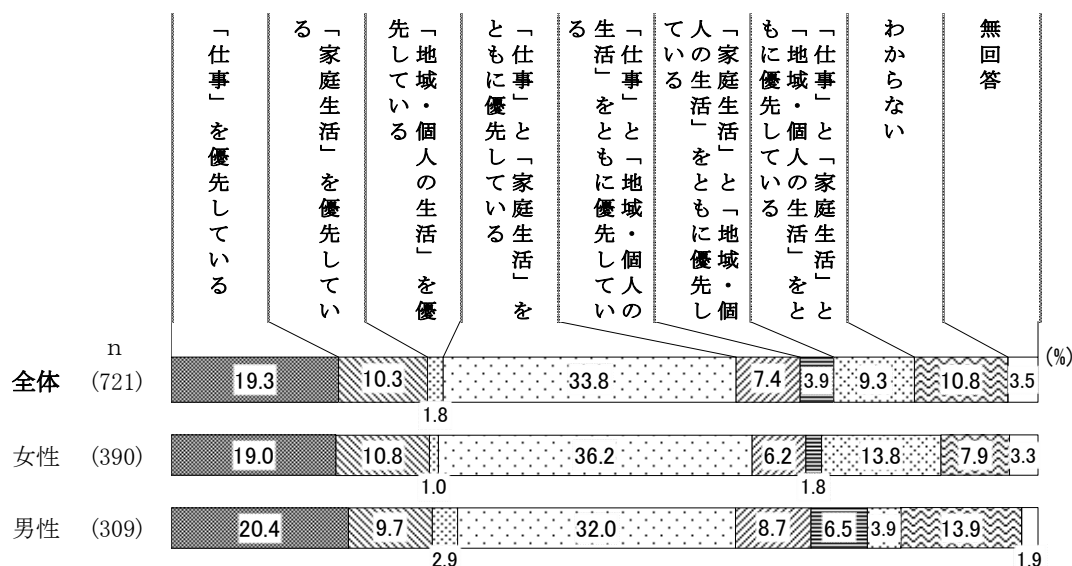 「仕事」を優先している
「家庭生活」を優先してい
る
「地域・個人の生活」を優
先している
「仕事」と「家庭生活」を
ともに優先している
「仕事」と「地域・個人の
生活」をともに優先してい
る
「家庭生活」と「地域・個
人の生活」をともに優先し
ている
「仕事」と「家庭生活」と
「地域・個人の生活」をと
もに優先している
わからない
無回答
n
(%)
全体 (721) 19.3 10.3 33.8 7.4 3.9 9.3 10.8 3.5
1.8
女性 (390) 19.0 10.8 36.2 6.2 13.8 7.9 3.3
1.0 1.8
男性 (309) 20.4 9.7 32.0 8.7 6.5 3.9 13.9
2.9 1.9